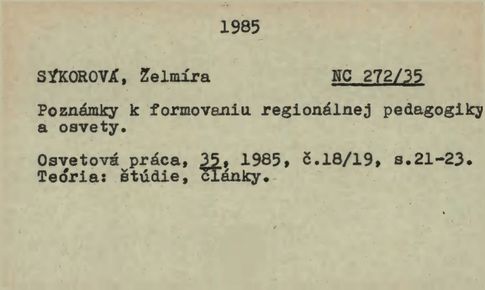 1985
SÝKOROVÁ, Želmíra NC 272/35
Poznámky k formovaniu regionálnej pedagogiky
a osvety.
Osvetová práca, 35, 1985, č.18/19, s.21-23.
Teória: štúdie, články.